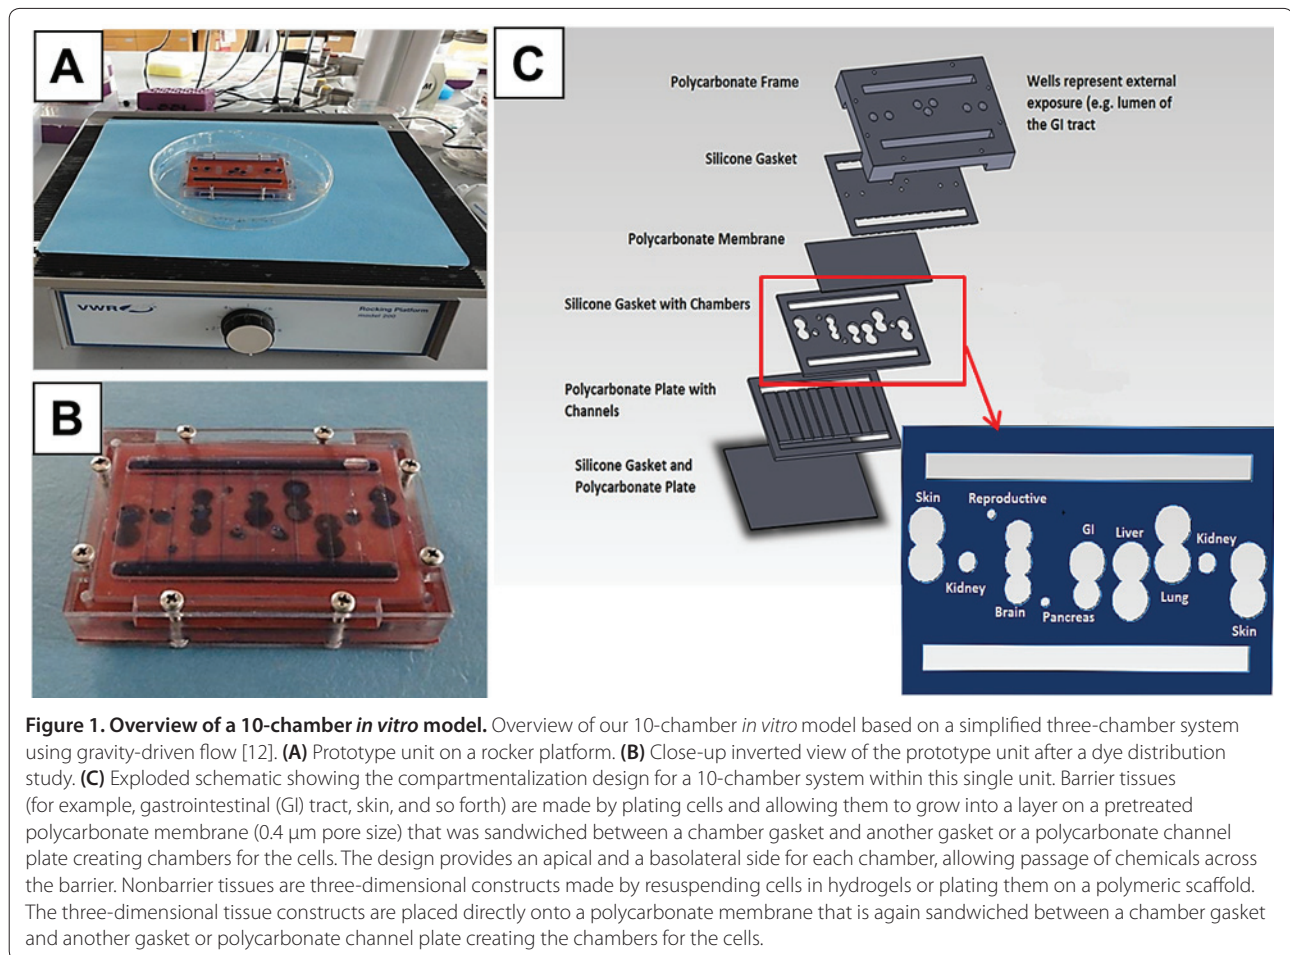 A
VWR
Rocking Platform
model 200
B
C
Polycarbonate Frame
Wells represent external
exposure (e.g. lumen of
the GI tract
Silicone Gasket
Polycarbonate Membrane
Silicone Gasket with Chambers
Polycarbonate Plate with
Channels
Silicone Gasket and
Polycarbonate Plate
Skin
Reproductive
GI
Liver
Kidney
Kidney
Brain
Pancreas
Lung
Skin
Figure 1. Overview of a 10-chamber in vitro model. Overview of our 10-chamber in vitro model based on a simplified three-chamber system
using gravity-driven flow [12]. (A) Prototype unit on a rocker platform. (B) Close-up inverted view of the prototype unit after a dye distribution
study. (C) Exploded schematic showing the compartmentalization design for a 10-chamber system within this single unit. Barrier tissues
(for example, gastrointestinal (GI) tract, skin, and so forth) are made by plating cells and allowing them to grow into a layer on a pretreated
polycarbonate membrane (0.4 μm pore size) that was sandwiched between a chamber gasket and another gasket or a polycarbonate channel
plate creating chambers for the cells. The design provides an apical and a basolateral side for each chamber, allowing passage of chemicals across
the barrier. Nonbarrier tissues are three-dimensional constructs made by resuspending cells in hydrogels or plating them on a polymeric scaffold.
The three-dimensional tissue constructs are placed directly onto a polycarbonate membrane that is again sandwiched between a chamber gasket
and another gasket or polycarbonate channel plate creating the chambers for the cells.